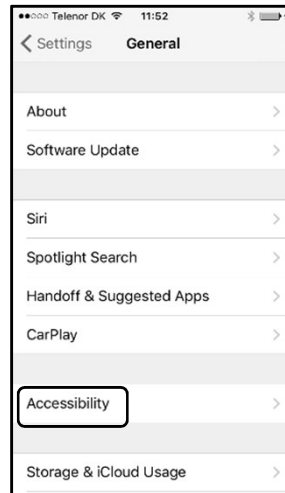 Telenor DK 11:52
Settings General
About
Software Update
Siri
Spotlight Search
Handoff & Suggested Apps
CarPlay
Accessibility
Storage & iCloud Usage